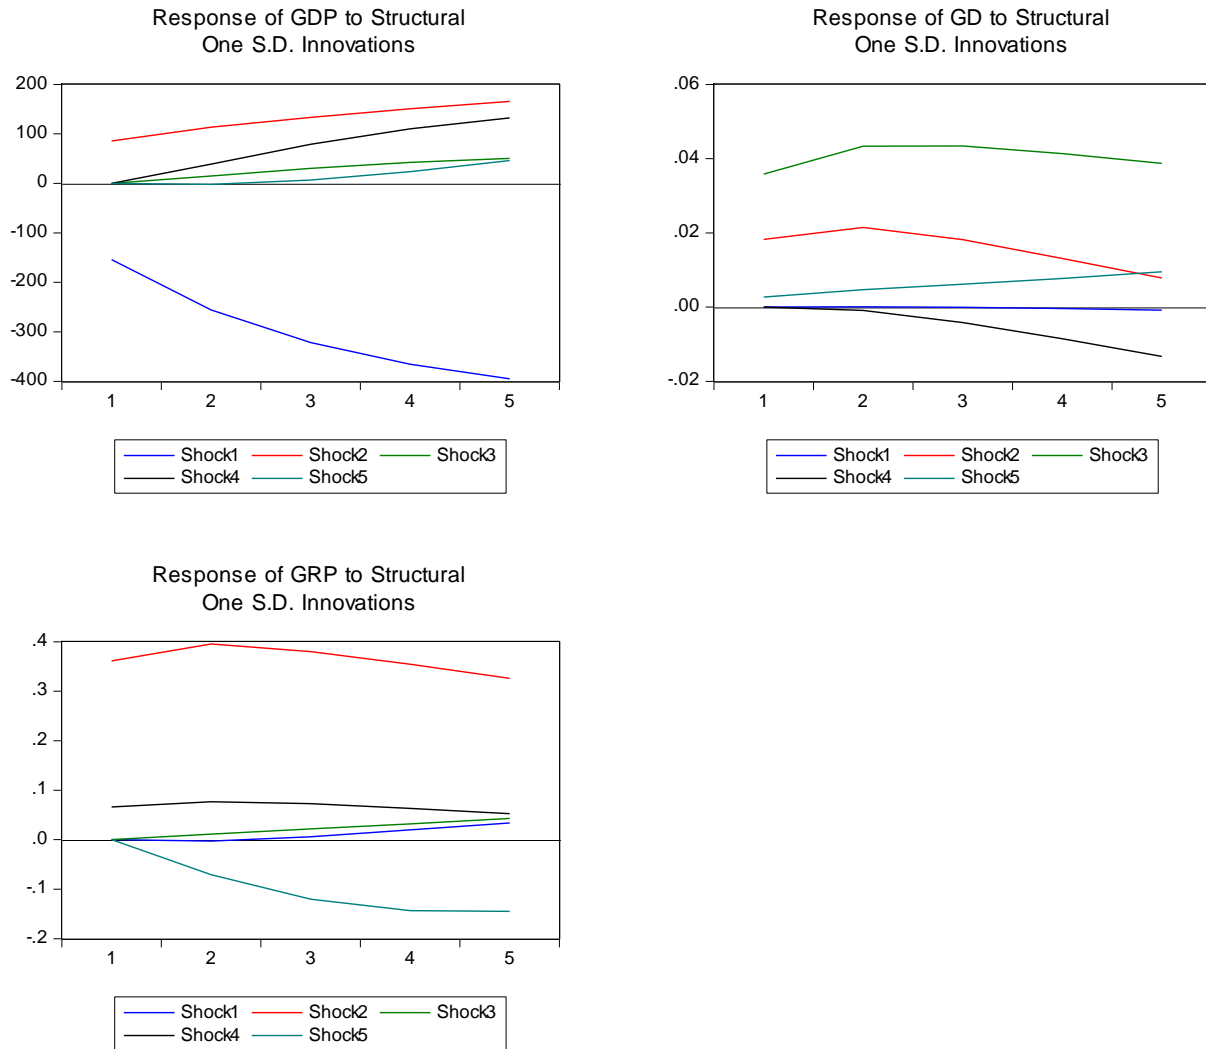 Response of GDP to Structural
One S.D. Innovations
200
100
0
-100
-200
-300
-400
1 2 3 4 5
Shock1 Shock2 Shock3
Shock4 Shock5
Response of GD to Structural
One S.D. Innovations
.06
.04
.02
.00
-.02
1 2 3 4 5
Shock1 Shock2 Shock3
Shock4 Shock5
Response of GRP to Structural
One S.D. Innovations
.4
.3
.2
.1
.0
-.1
-.2
1 2 3 4 5
Shock1 Shock2 Shock3
Shock4 Shock5